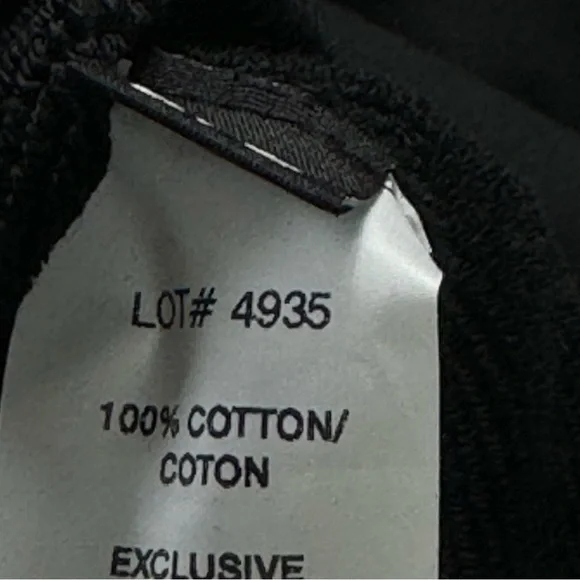 LOT# 4935
100% COTTON/
COTON
EXCLUSIVE